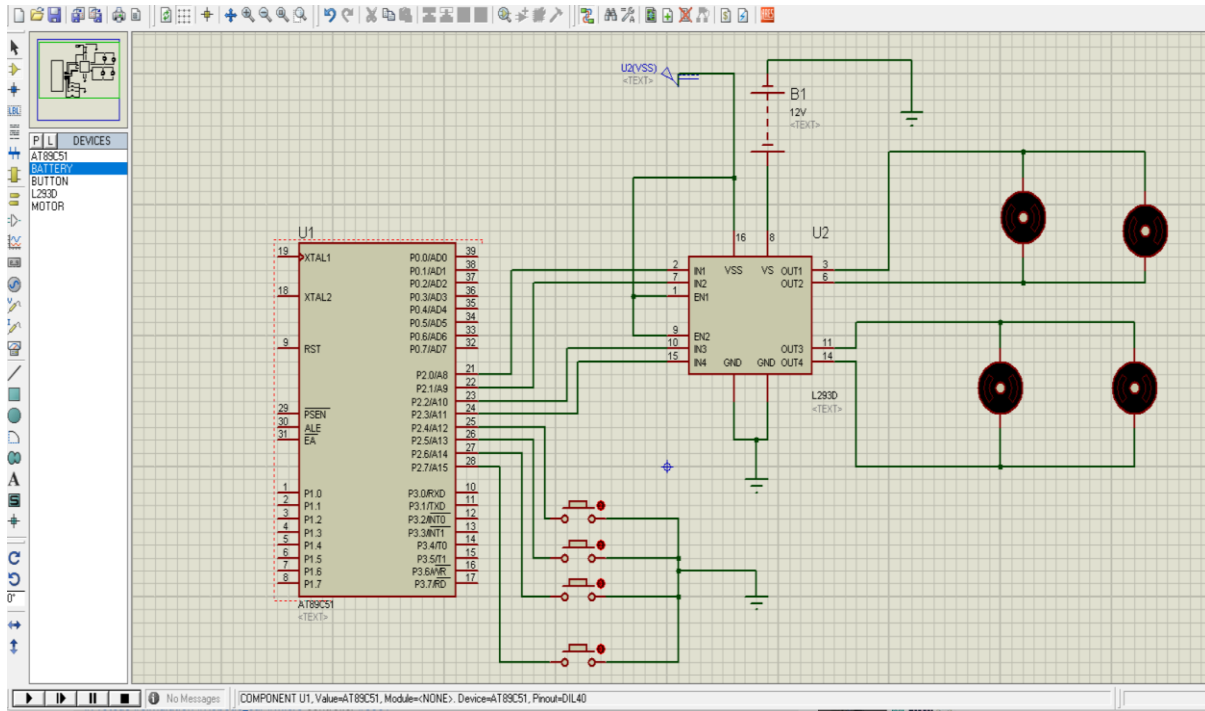 U2(VSS)
<TEXT>
B1
12V
<TEXT>
P L DEVICES
AT89C51
BATTERY
BUTTON
L293D
MOTOR
LBL
A
S
0°
U1
19 XTAL1
18 XTAL2
9 RST
29 PSEN
30 ALE
31 EA
1 P1.0
2 P1.1
3 P1.2
4 P1.3
5 P1.4
6 P1.5
7 P1.6
8 P1.7
P0.0/AD0 39
P0.1/AD1 38
P0.2/AD2 37
P0.3/AD3 36
P0.4/AD4 35
P0.5/AD5 34
P0.6/AD6 33
P0.7/AD7 32
P2.0/A8 21
P2.1/A9 22
P2.2/A10 23
P2.3/A11 24
P2.4/A12 25
P2.5/A13 26
P2.6/A14 27
P2.7/A15 28
P3.0/RXD 10
P3.1/TXD 11
P3.2/INT0 12
P3.3/INT1 13
P3.4/T0 14
P3.5/T1 15
P3.6/WR 16
P3.7/RD 17
AT89C51
<TEXT>
16 8 U2
2 IN1 VSS VS OUT1 3
7 IN2 OUT2 6
1 EN1
9 EN2
10 IN3 OUT3 11
15 IN4 GND GND OUT4 14
L293D
<TEXT>
No Messages
COMPONENT U1, Value=AT89C51, Module=<NONE>. Device=AT89C51, Pinout=DIL40